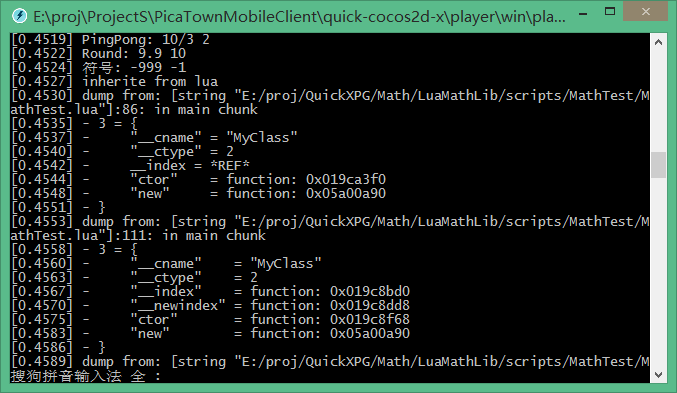 E:\proj\ProjectS\PicaTownMobileClient\quick-cocos2d-x\player\win\pla...
[0.4519] PingPong: 10/3 2
[0.4522] Round: 9.9 10
[0.4524] 符号: -999 -1
[0.4527] inherite from lua
[0.4530] dump from: [string "E:/proj/QuickXPG/Math/LuaMathLib/scripts/MathTest/M
athTest.lua"]:86: in main chunk
[0.4535] - 3 = {
[0.4537] -     "__cname" = "MyClass"
[0.4540] -     "__ctype" = 2
[0.4542] -     __index = *REF*
[0.4544] -     "ctor"    = function: 0x019ca3f0
[0.4548] -     "new"     = function: 0x05a00a90
[0.4551] - }
[0.4553] dump from: [string "E:/proj/QuickXPG/Math/LuaMathLib/scripts/MathTest/M
athTest.lua"]:111: in main chunk
[0.4558] - 3 = {
[0.4560] -     "__cname"    = "MyClass"
[0.4563] -     "__ctype"    = 2
[0.4567] -     "__index"    = function: 0x019c8bd0
[0.4570] -     "__newindex" = function: 0x019c8dd8
[0.4575] -     "ctor"       = function: 0x019c8f68
[0.4583] -     "new"        = function: 0x05a00a90
[0.4586] - }
[0.4589] dump from: [string "E:/proj/QuickXPG/Math/LuaMathLib/scripts/MathTest/M
搜狗拼音输入法 全 :